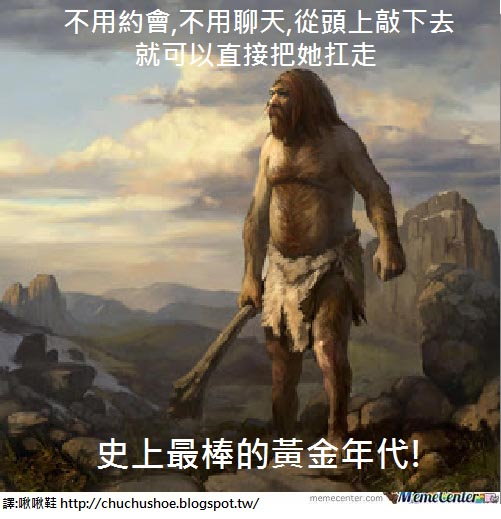 不用約會,不用聊天,從頭上敲下去
就可以直接把她扛走
史上最棒的黃金年代!
譯:啾啾鞋 http://chuchushoe.blogspot.tw/
memecenter.com MemeCenter